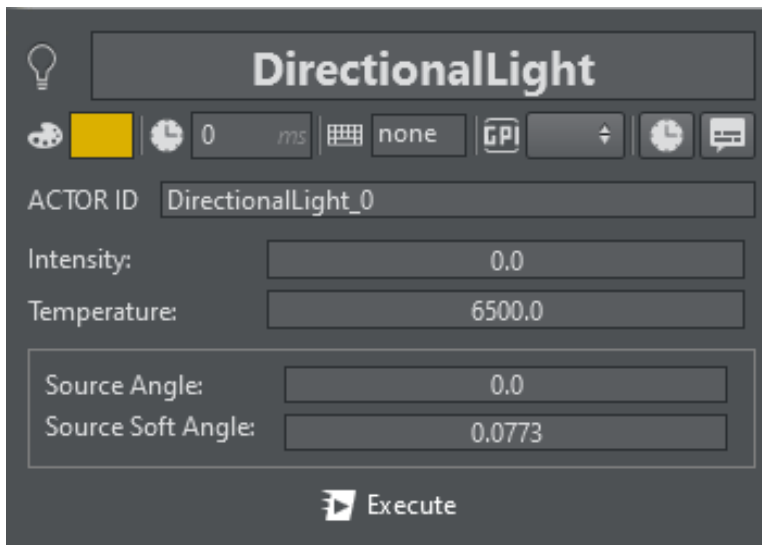 DirectionalLight
0 ms none GPI
ACTOR ID DirectionalLight_0
Intensity: 0.0
Temperature: 6500.0
Source Angle: 0.0
Source Soft Angle: 0.0773
Execute